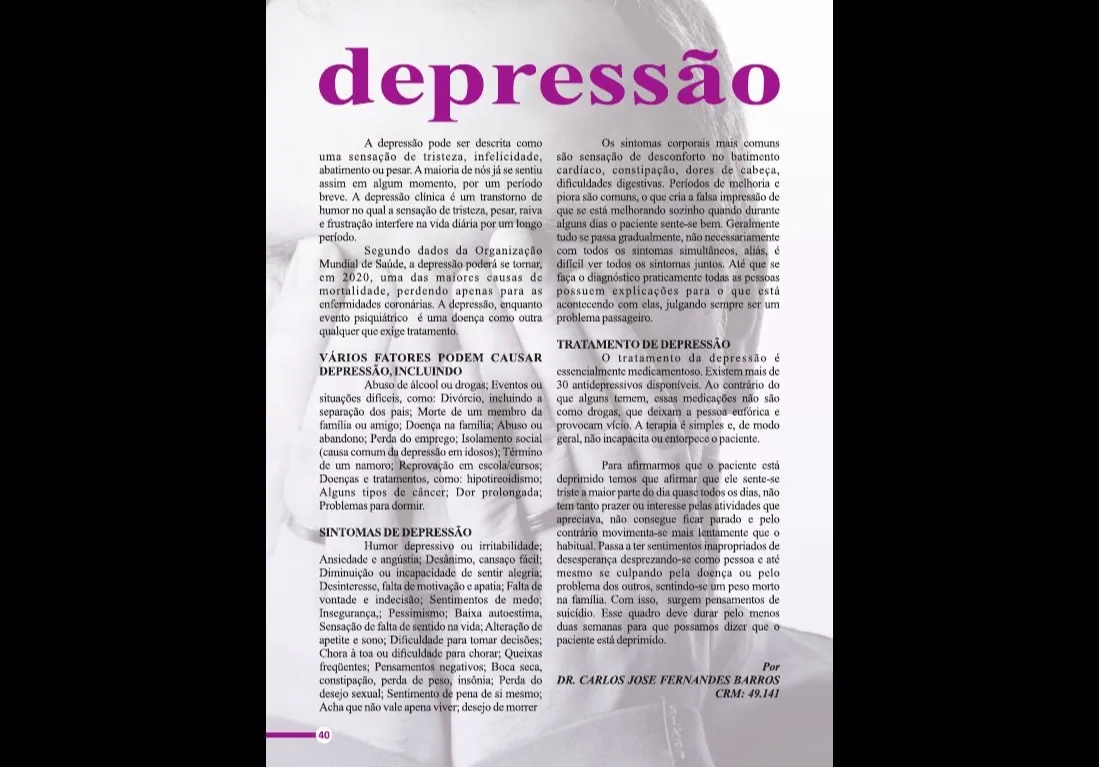 depressão
A depressão pode ser descrita como
uma sensação de tristeza, infelicidade,
abatimento ou pesar. A maioria de nós já se sentiu
assim em algum momento, por um período
breve. A depressão clínica é um transtorno de
humor no qual a sensação de tristeza, pesar, raiva
e frustração interfere na vida diária por um longo
período.
Segundo dados da Organização
Mundial de Saúde, a depressão poderá se tornar,
em 2020, uma das maiores causas de
mortalidade, perdendo apenas para as
enfermidades coronárias. A depressão, enquanto
evento psiquiátrico é uma doença como outra
qualquer que exige tratamento.
VÁRIOS FATORES PODEM CAUSAR
DEPRESSÃO, INCLUINDO
Abuso de álcool ou drogas; Eventos ou
situações difíceis, como: Divórcio, incluindo a
separação dos pais; Morte de um membro da
família ou amigo; Doença na família; Abuso ou
abandono; Perda do emprego; Isolamento social
(causa comum da depressão em idosos); Término
de um namoro; Reprovação em escola/cursos;
Doenças e tratamentos, como: hipotireoidismo;
Alguns tipos de câncer; Dor prolongada;
Problemas para dormir.
SINTOMAS DE DEPRESSÃO
Humor depressivo ou irritabilidade;
Ansiedade e angústia; Desânimo, cansaço fácil;
Diminuição ou incapacidade de sentir alegria;
Desinteresse, falta de motivação e apatia; Falta de
vontade e indecisão; Sentimentos de medo;
Insegurança,; Pessimismo; Baixa autoestima,
Sensação de falta de sentido na vida; Alteração de
apetite e sono; Dificuldade para tomar decisões;
Chora à toa ou dificuldade para chorar; Queixas
freqüentes; Pensamentos negativos; Boca seca,
constipação, perda de peso, insônia; Perda do
desejo sexual; Sentimento de pena de si mesmo;
Acha que não vale apena viver; desejo de morrer
Os sintomas corporais mais comuns
são sensação de desconforto no batimento
cardíaco, constipação, dores de cabeça,
dificuldades digestivas. Períodos de melhoria e
piora são comuns, o que cria a falsa impressão de
que se está melhorando sozinho quando durante
alguns dias o paciente sente-se bem. Geralmente
tudo se passa gradualmente, não necessariamente
com todos os sintomas simultâneos, aliás, é
difícil ver todos os sintomas juntos. Até que se
faça o diagnóstico praticamente todas as pessoas
possuem explicações para o que está
acontecendo com elas, julgando sempre ser um
problema passageiro.
TRATAMENTO DE DEPRESSÃO
O tratamento da depressão é
essencialmente medicamentoso. Existem mais de
30 antidepressivos disponíveis. Ao contrário do
que alguns temem, essas medicações não são
como drogas, que deixam a pessoa eufórica e
provocam vício. A terapia é simples e, de modo
geral, não incapacita ou entorpece o paciente.
Para afirmarmos que o paciente está
deprimido temos que afirmar que ele sente-se
triste a maior parte do dia quase todos os dias, não
tem tanto prazer ou interesse pelas atividades que
apreciava, não consegue ficar parado e pelo
contrário movimenta-se mais lentamente que o
habitual. Passa a ter sentimentos inapropriados de
desesperança desprezando-se como pessoa e até
mesmo se culpando pela doença ou pelo
problema dos outros, sentindo-se um peso morto
na família. Com isso, surgem pensamentos de
suicídio. Esse quadro deve durar pelo menos
duas semanas para que possamos dizer que o
paciente está deprimido.
Por
DR. CARLOS JOSE FERNANDES BARROS
CRM: 49.141
40